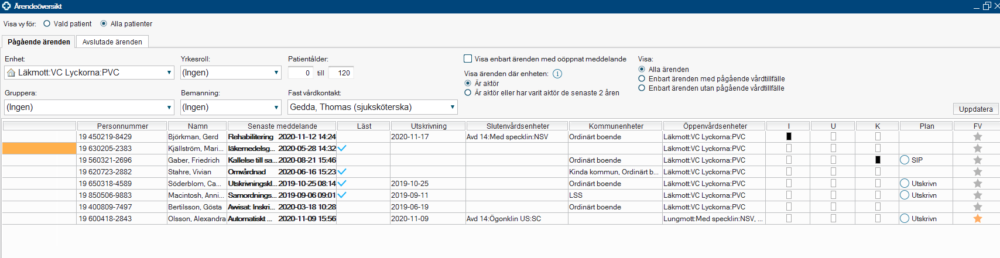 Ärendeöversikt
Visa vy för: Vald patient Alla patienter
Pågående ärenden Avslutade ärenden
Enhet: Yrkesroll: Patientålder: Visa enbart ärenden med oöppnat meddelande Visa:
Läkmott:VC Lyckorna:PVC (Ingen) 0 till 120 Visa ärenden där enheten: i Alla ärenden
Är aktör Enbart ärenden med pågående vårdtillfälle
Gruppera: Bemanning: Fast vårdkontakt: Är aktör eller har varit aktör de senaste 2 åren Enbart ärenden utan pågående vårdtillfälle
(Ingen) (Ingen) Gedda, Thomas (sjuksköterska) Uppdatera
Personnummer Namn Senaste meddelande Läst Utskrivning Slutenvårdsenheter Kommunenheter Öppenvårdsenheter I U K Plan FV
19 450219-8429 Björkman, Gerd Rehabilitering 2020-11-12 14:24 2020-11-17 Avd 14:Med specklin:NSV Ordinärt boende Läkmott:VC Lyckorna:PVC
19 630205-2383 Kjällström, Mari... läkemedelsg... 2020-05-28 14:32 Läkmott:VC Lyckorna:PVC
19 560321-2696 Gaber, Friedrich Kallelse till sa... 2020-08-21 15:46 Ordinärt boende Läkmott:VC Lyckorna:PVC SIP
19 620723-2882 Stahre, Vivian Omvårdnad 2020-06-16 15:23 Kinda kommun, Ordinärt b... Läkmott:VC Lyckorna:PVC
19 650318-4589 Söderblom, Ca... Utskrivningskl... 2019-10-25 08:14 2019-10-25 Ordinärt boende Läkmott:VC Lyckorna:PVC Utskrivn
19 850506-9883 Macintosh, Anni... Samordnings... 2019-09-06 09:01 2019-09-11 LSS Läkmott:VC Lyckorna:PVC Utskrivn
19 400809-7497 Bertilsson, Gösta Avvisat: Inskri... 2020-03-18 10:28 2019-06-19 Ordinärt boende Läkmott:VC Lyckorna:PVC
19 600418-2843 Olsson, Alexandra Automatiskt ... 2020-11-09 15:56 2020-11-09 Avd 14:Ögonklin US:SC Lungmott:Med specklin:NSV, ... Utskrivn